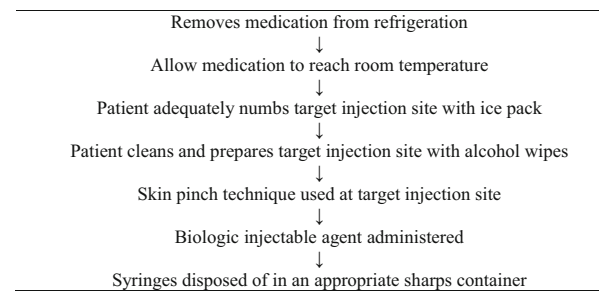 Removes medication from refrigeration
↓
Allow medication to reach room temperature
↓
Patient adequately numbs target injection site with ice pack
↓
Patient cleans and prepares target injection site with alcohol wipes
↓
Skin pinch technique used at target injection site
↓
Biologic injectable agent administered
↓
Syringes disposed of in an appropriate sharps container